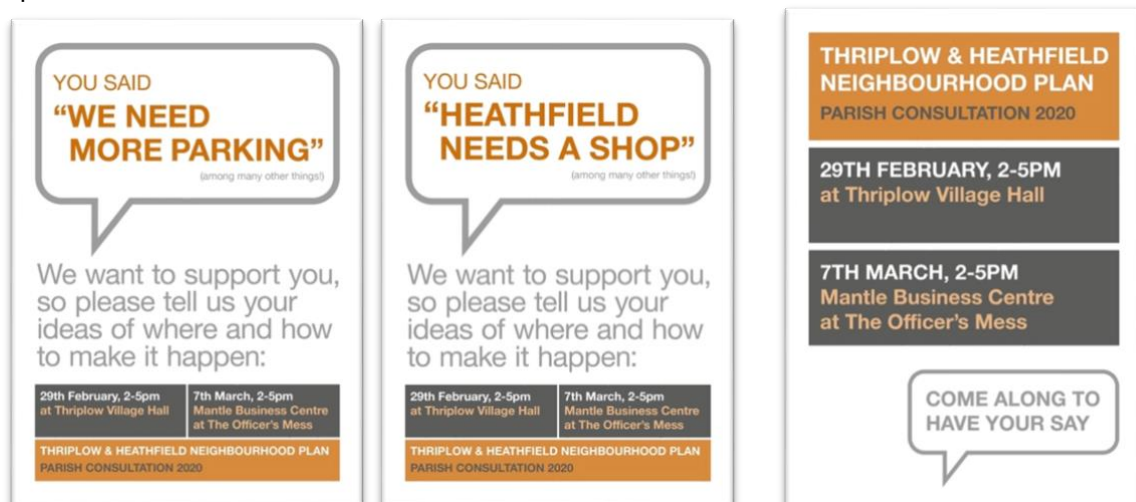 YOU SAID
“WE NEED
MORE PARKING”
(among many other things!)
We want to support you,
so please tell us your
ideas of where and how
to make it happen:
29th February, 2-5pm
at Thriplow Village Hall
7th March, 2-5pm
Mantle Business Centre
at The Officer’s Mess
THRIPLOW & HEATHFIELD NEIGHBOURHOOD PLAN
PARISH CONSULTATION 2020
YOU SAID
“HEATHFIELD
NEEDS A SHOP”
(among many other things!)
We want to support you,
so please tell us your
ideas of where and how
to make it happen:
29th February, 2-5pm
at Thriplow Village Hall
7th March, 2-5pm
Mantle Business Centre
at The Officer’s Mess
THRIPLOW & HEATHFIELD NEIGHBOURHOOD PLAN
PARISH CONSULTATION 2020
THRIPLOW & HEATHFIELD
NEIGHBOURHOOD PLAN
PARISH CONSULTATION 2020
29TH FEBRUARY, 2-5PM
at Thriplow Village Hall
7TH MARCH, 2-5PM
Mantle Business Centre
at The Officer’s Mess
COME ALONG TO
HAVE YOUR SAY